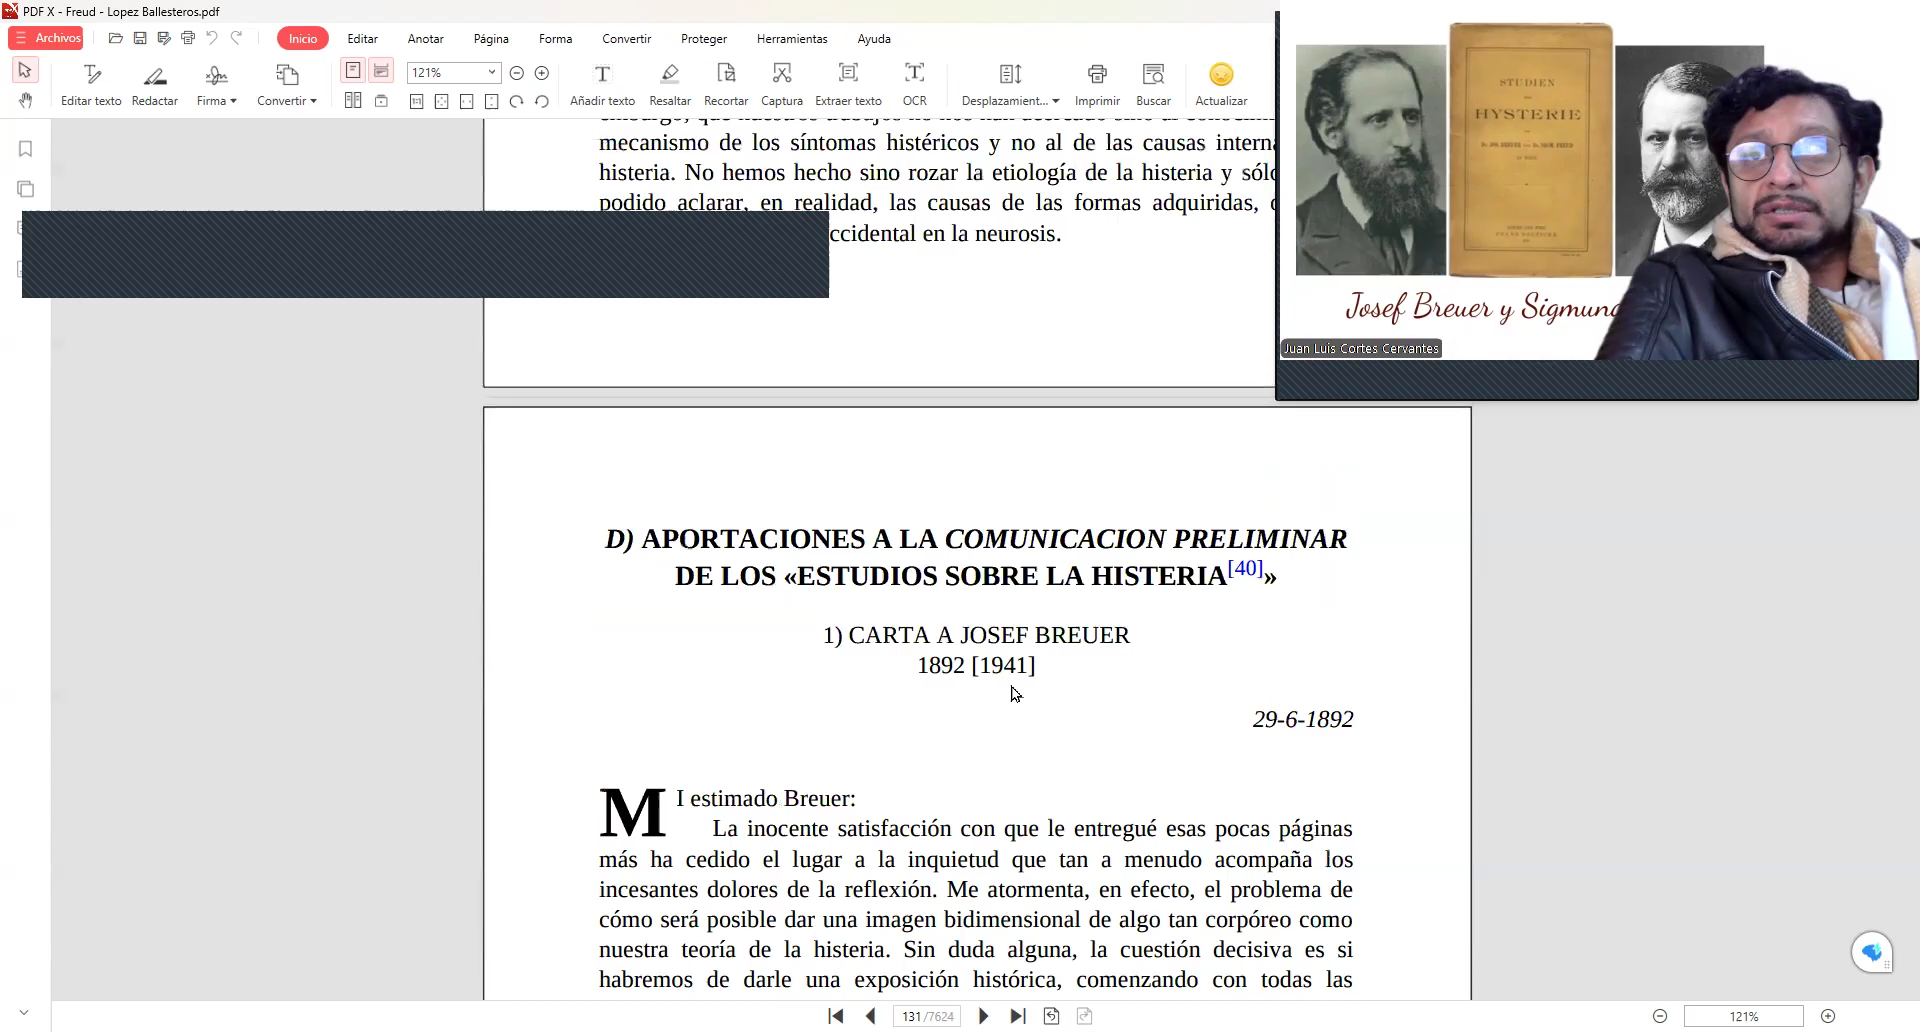 PDF X - Freud - Lopez Ballesteros.pdf
Archivos
Inicio
Editar
Anotar
Página
Forma
Convertir
Proteger
Herramientas
Ayuda
121%
Editar texto
Redactar
Firma
Convertir
Añadir texto
Resaltar
Recortar
Captura
Extraer texto
OCR
Desplazamient...
Imprimir
Buscar
Actualizar
mecanismo de los síntomas histéricos y no al de las causas interna
histeria. No hemos hecho sino rozar la etiología de la histeria y sólo
podido aclarar, en realidad, las causas de las formas adquiridas,
ccidental en la neurosis.
STUDIEN
HYSTERIE
Josef Breuer y Sigmund
Juan Luis Cortes Cervantes
D) APORTACIONES A LA COMUNICACION PRELIMINAR
DE LOS «ESTUDIOS SOBRE LA HISTERIA[40]»
1) CARTA A JOSEF BREUER
1892 [1941]
29-6-1892
MI estimado Breuer:
La inocente satisfacción con que le entregué esas pocas páginas
más ha cedido el lugar a la inquietud que tan a menudo acompaña los
incesantes dolores de la reflexión. Me atormenta, en efecto, el problema de
cómo será posible dar una imagen bidimensional de algo tan corpóreo como
nuestra teoría de la histeria. Sin duda alguna, la cuestión decisiva es si
habremos de darle una exposición histórica, comenzando con todas las
131 /7624
121%